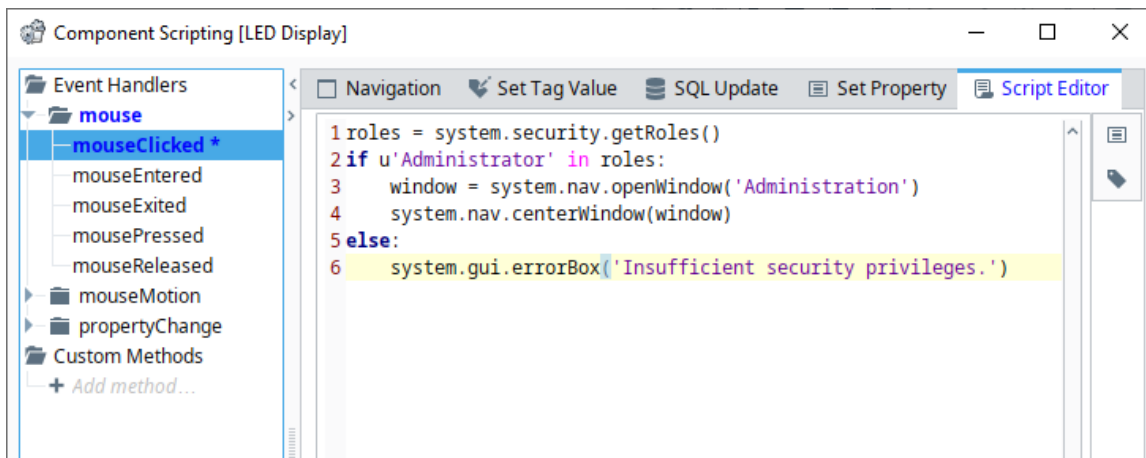 Component Scripting [LED Display]
Event Handlers
mouse
mouseClicked *
mouseEntered
mouseExited
mousePressed
mouseReleased
mouseMotion
propertyChange
Custom Methods
Add method...
Navigation Set Tag Value SQL Update Set Property Script Editor
1 roles = system.security.getRoles()
2 if u'Administrator' in roles:
3 window = system.nav.openWindow('Administration')
4 system.nav.centerWindow(window)
5 else:
6 system.gui.errorBox('Insufficient security privileges.')